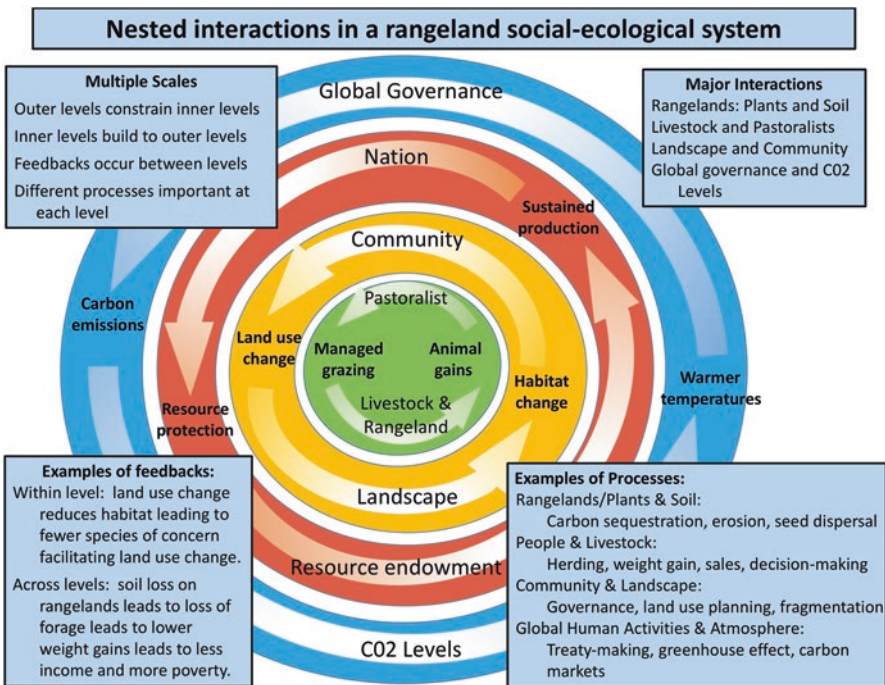 Nested interactions in a rangeland social-ecological system
Multiple Scales
Outer levels constrain inner levels
Inner levels build to outer levels
Feedbacks occur between levels
Different processes important at
each level
Major Interactions
Rangelands: Plants and Soil
Livestock and Pastoralists
Landscape and Community
Global governance and C02
Levels
Global Governance
Nation
Sustained
production
Community
Carbon
emissions
Pastoralist
Land use
change
Managed
grazing
Animal
gains
Habitat
change
Warmer
temperatures
Livestock &
Rangeland
Resource
protection
Landscape
Resource endowment
C02 Levels
Examples of feedbacks:
Within level: land use change
reduces habitat leading to
fewer species of concern
facilitating land use change.
Across levels: soil loss on
rangelands leads to loss of
forage leads to lower
weight gains leads to less
income and more poverty.
Examples of Processes:
Rangelands/Plants & Soil:
Carbon sequestration, erosion, seed dispersal
People & Livestock:
Herding, weight gain, sales, decision-making
Community & Landscape:
Governance, land use planning, fragmentation
Global Human Activities & Atmosphere:
Treaty-making, greenhouse effect, carbon
markets